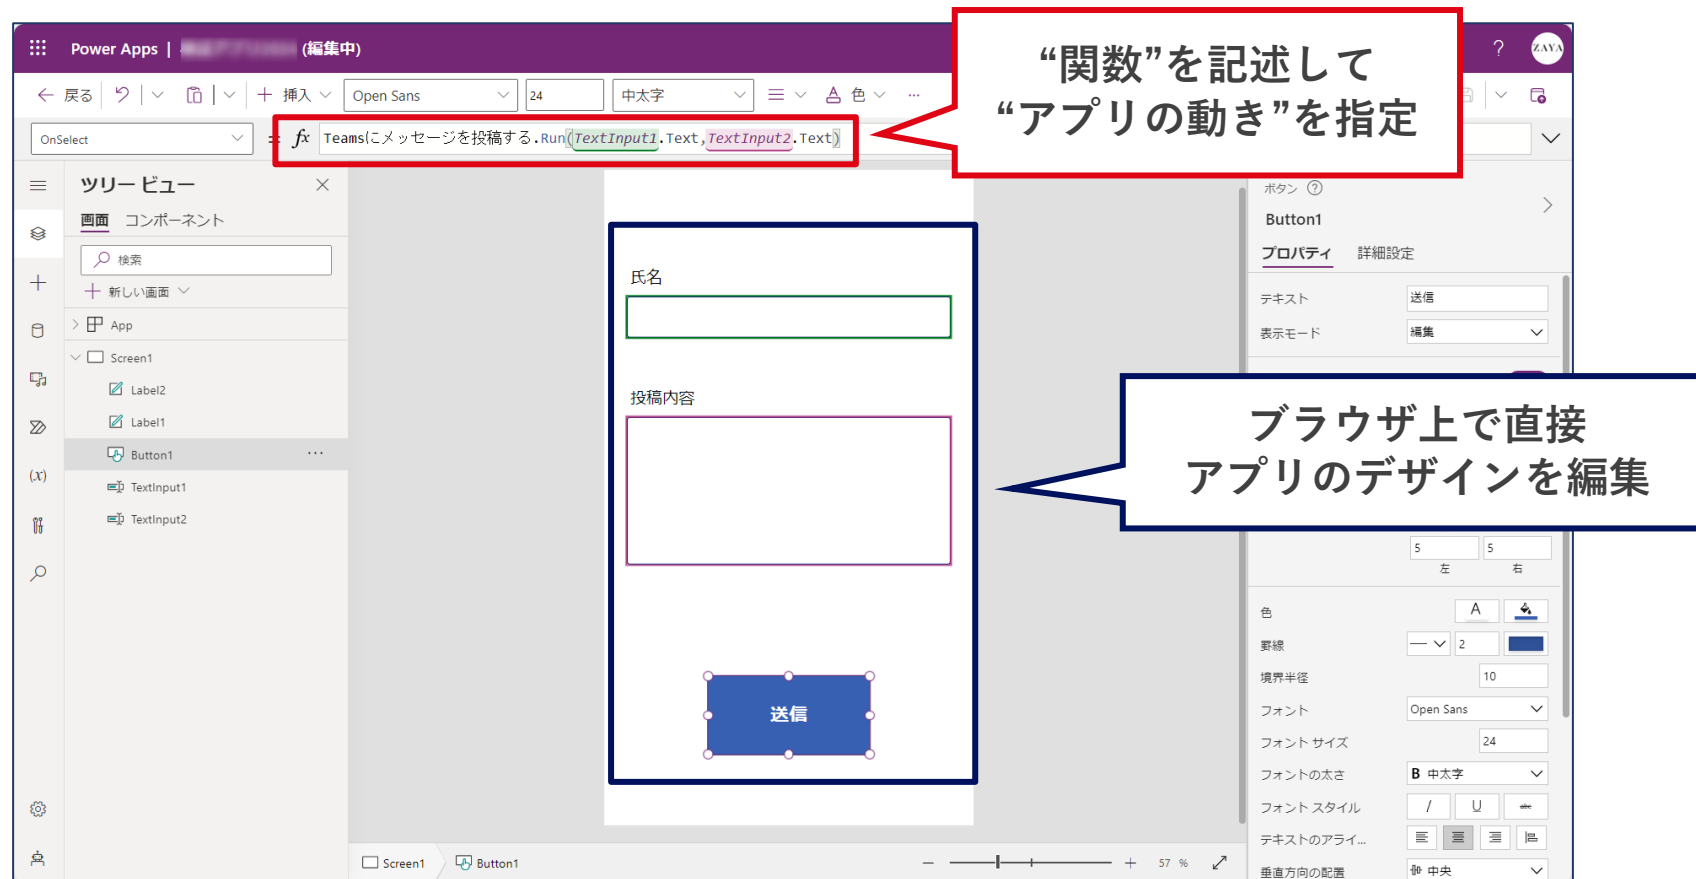 Power Apps |
(編集中)
?
ZAYA
戻る
挿入
Open Sans
24
中太字
色
...
“関数”を記述して
“アプリの動き”を指定
OnSelect
=
fx
Teamsにメッセージを投稿する.Run(TextInput1.Text,TextInput2.Text)
ツリー ビュー
画面
コンポーネント
検索
新しい画面
App
Screen1
Label2
Label1
Button1
...
TextInput1
TextInput2
(x)
氏名
投稿内容
送信
ブラウザ上で直接
アプリのデザインを編集
ボタン
Button1
プロパティ
詳細設定
テキスト
送信
表示モード
編集
5
5
左
右
色
A
罫線
2
境界半径
10
フォント
Open Sans
フォント サイズ
24
フォントの太さ
B 中太字
フォント スタイル
/
U
abc
テキストのアライ...
垂直方向の配置
中央
Screen1
Button1
57 %